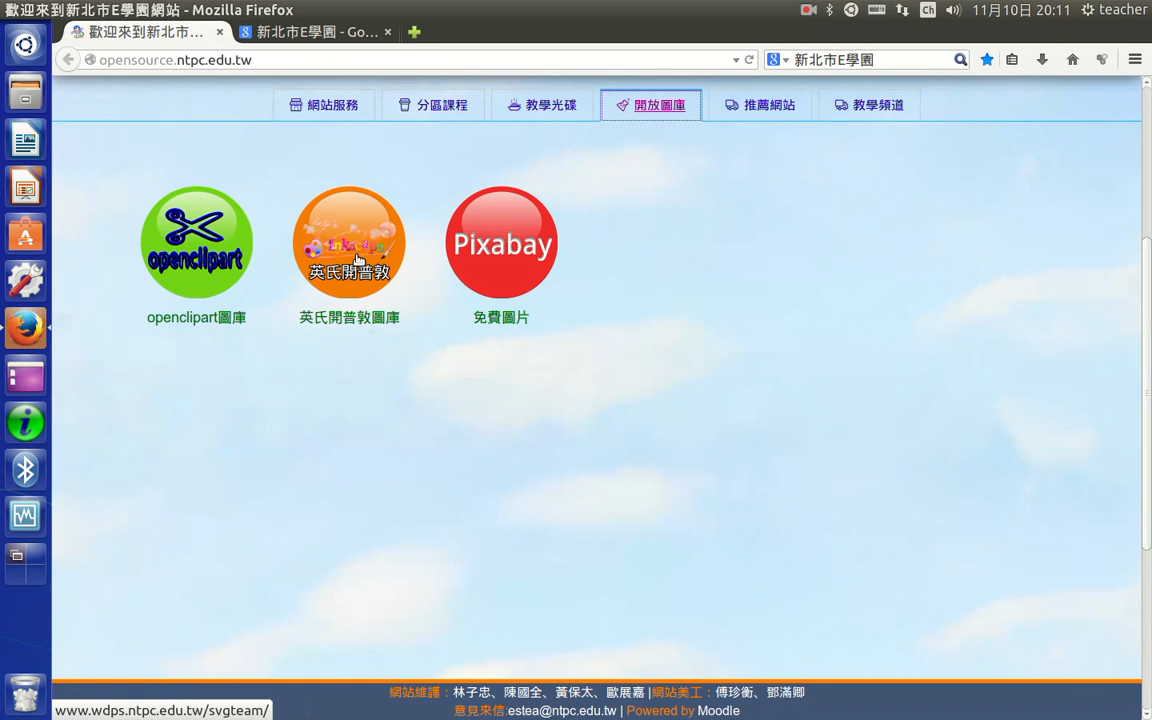 歡迎來到新北市E學園網站 - Mozilla Firefox
Ch
11月10日 20:11
teacher
歡迎來到新北市...
新北市E學園 - Go...
opensource.ntpc.edu.tw
新北市E學園
網站服務
分區課程
教學光碟
開放圖庫
推薦網站
教學頻道
openclipart
Inkscape
英氏開普敦
Pixabay
openclipart圖庫
英氏開普敦圖庫
免費圖片
網站維護：林子忠、陳國全、黃保太、歐展嘉 |網站美工：傅珍衡、鄧滿卿
意見來信:estea@ntpc.edu.tw | Powered by Moodle
www.wdps.ntpc.edu.tw/svgteam/